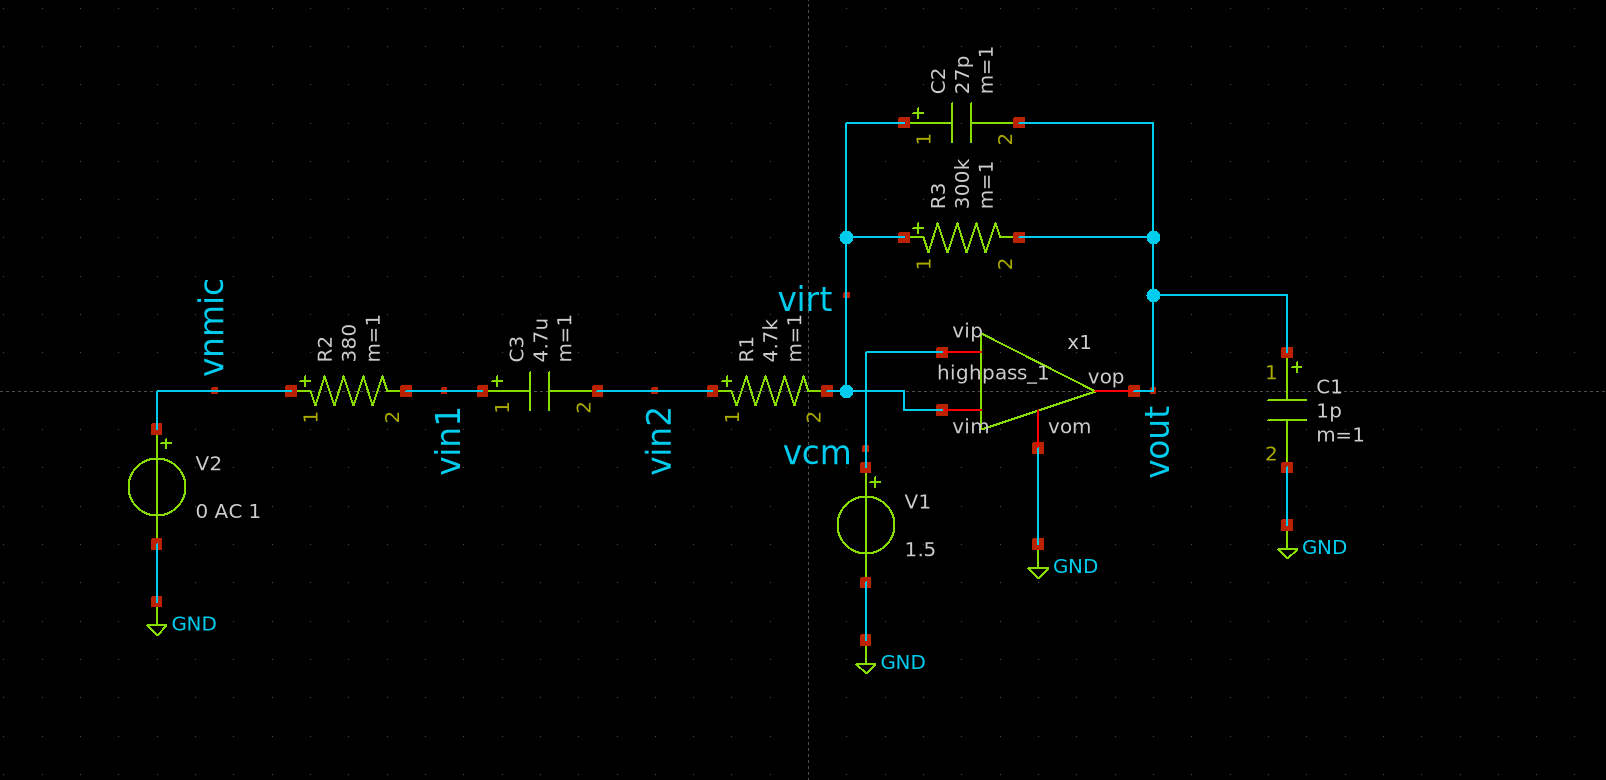 C2
27p
m=1
1
2
R3
300k
m=1
1
2
vnmic
R2
380
m=1
1
2
vin1
C3
4.7u
m=1
1
2
vin2
R1
4.7k
m=1
1
2
virt
vcm
vip
highpass_1
vim
x1
vop
vom
vout
1
2
C1
1p
m=1
V2
0 AC 1
GND
V1
1.5
GND
GND
GND